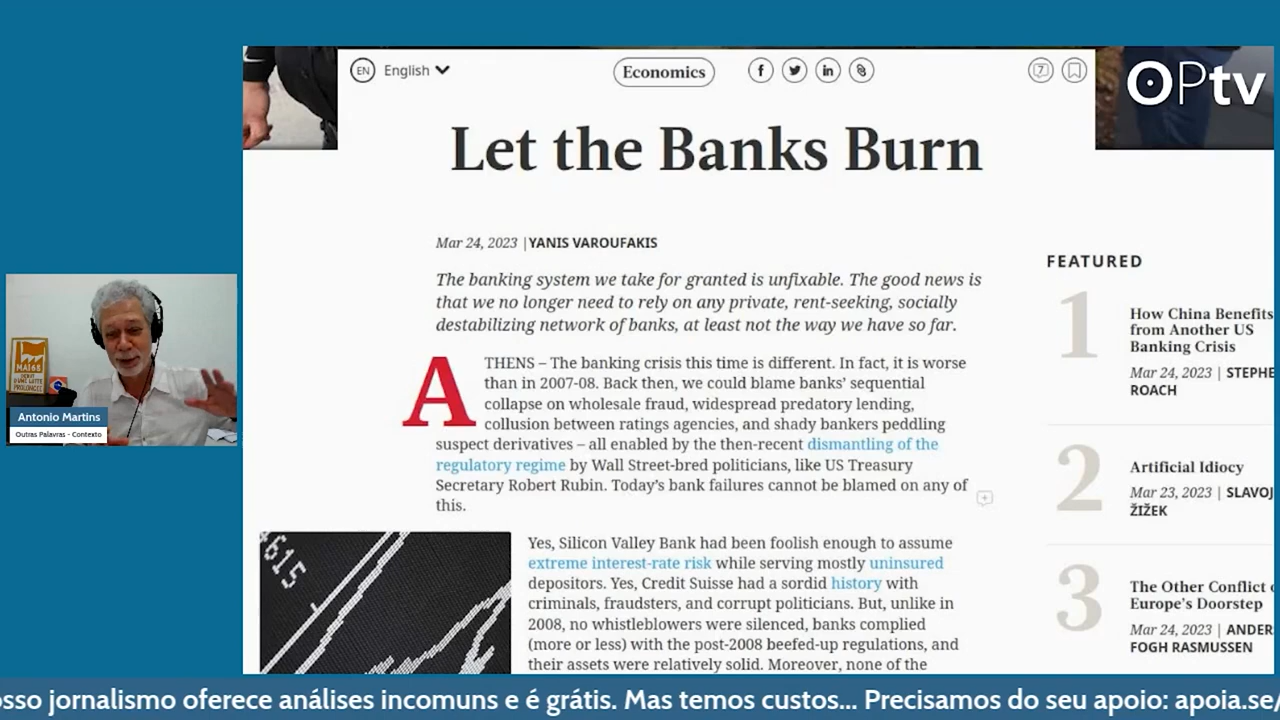 EN English
Economics
7
OPtv
Let the Banks Burn
Mar 24, 2023 | YANIS VAROUFAKIS
The banking system we take for granted is unfixable. The good news is
that we no longer need to rely on any private, rent-seeking, socially
destabilizing network of banks, at least not the way we have so far.
ATHENS – The banking crisis this time is different. In fact, it is worse
than in 2007-08. Back then, we could blame banks’ sequential
collapse on wholesale fraud, widespread predatory lending,
collusion between ratings agencies, and shady bankers peddling
suspect derivatives – all enabled by the then-recent dismantling of the
regulatory regime by Wall Street-bred politicians, like US Treasury
Secretary Robert Rubin. Today’s bank failures cannot be blamed on any of
this.
615
Yes, Silicon Valley Bank had been foolish enough to assume
extreme interest-rate risk while serving mostly uninsured
depositors. Yes, Credit Suisse had a sordid history with
criminals, fraudsters, and corrupt politicians. But, unlike in
2008, no whistleblowers were silenced, banks complied
(more or less) with the post-2008 beefed-up regulations, and
their assets were relatively solid. Moreover, none of the
FEATURED
1
How China Benefits
from Another US
Banking Crisis
Mar 24, 2023 | STEPHE
ROACH
2
Artificial Idiocy
Mar 23, 2023 | SLAVOJ
ŽIŽEK
3
The Other Conflict o
Europe’s Doorstep
Mar 24, 2023 | ANDER
FOGH RASMUSSEN
MAI 68
DEBUT
D'UNE LUTTE
PROLONGEE
Antonio Martins
Outras Palavras - Contexto
osso jornalismo oferece análises incomuns e é grátis. Mas temos custos... Precisamos do seu apoio: apoia.se/